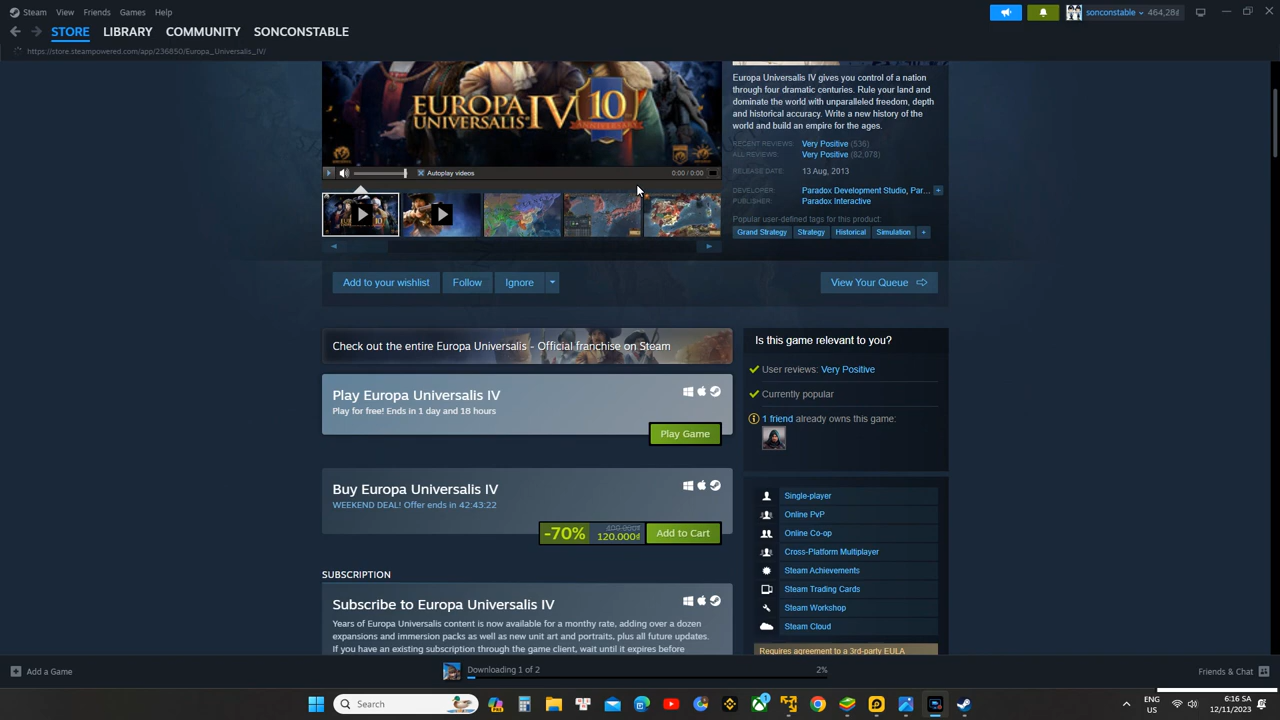 Steam View Friends Games Help
sonconstable 464,28₫
STORE LIBRARY COMMUNITY SONCONSTABLE
https://store.steampowered.com/app/236850/Europa_Universalis_IV/
EUROPA UNIVERSALIS IV 10 ANNIVERSARY
Autoplay videos 0:00 / 0:00
Europa Universalis IV gives you control of a nation
through four dramatic centuries. Rule your land and
dominate the world with unparalleled freedom, depth
and historical accuracy. Write a new history of the
world and build an empire for the ages.
RECENT REVIEWS: Very Positive (536)
ALL REVIEWS: Very Positive (82,078)
RELEASE DATE: 13 Aug, 2013
DEVELOPER: Paradox Development Studio, Par... +
PUBLISHER: Paradox Interactive
Popular user-defined tags for this product:
Grand Strategy Strategy Historical Simulation +
Add to your wishlist Follow Ignore View Your Queue
Check out the entire Europa Universalis - Official franchise on Steam
Play Europa Universalis IV
Play for free! Ends in 1 day and 18 hours
Play Game
Buy Europa Universalis IV
WEEKEND DEAL! Offer ends in 42:43:22
-70% 400.000₫ 120.000₫ Add to Cart
SUBSCRIPTION
Subscribe to Europa Universalis IV
Years of Europa Universalis content is now available for a monthy rate, adding over a dozen
expansions and immersion packs as well as new unit art and portraits, plus all future updates.
If you have an existing subscription through the game client, wait until it expires before
Is this game relevant to you?
User reviews: Very Positive
Currently popular
1 friend already owns this game:
Single-player
Online PvP
Online Co-op
Cross-Platform Multiplayer
Steam Achievements
Steam Trading Cards
Steam Workshop
Steam Cloud
Requires agreement to a 3rd-party EULA
Add a Game
Downloading 1 of 2 2%
Friends & Chat
Search
ENG
US
6:16 SA
12/11/2023